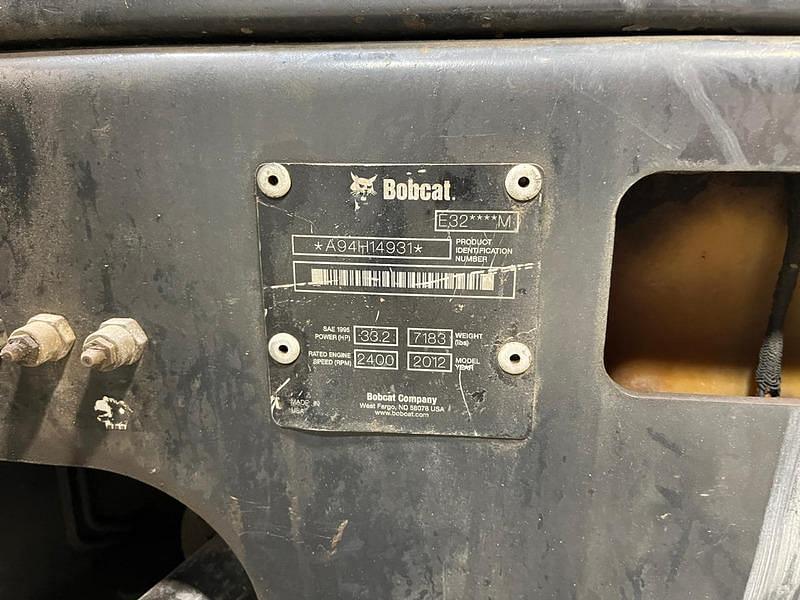 Bobcat.
E32****M
*A94H14931*
PRODUCT
IDENTIFICATION
NUMBER
SAE 1995
POWER (HP)
33.2
7183
WEIGHT
(lbs)
RATED ENGINE
SPEED (RPM)
2400
2012
MODEL
YEAR
MADE IN
USA
Bobcat Company
West Fargo, ND 58078 USA
www.bobcat.com